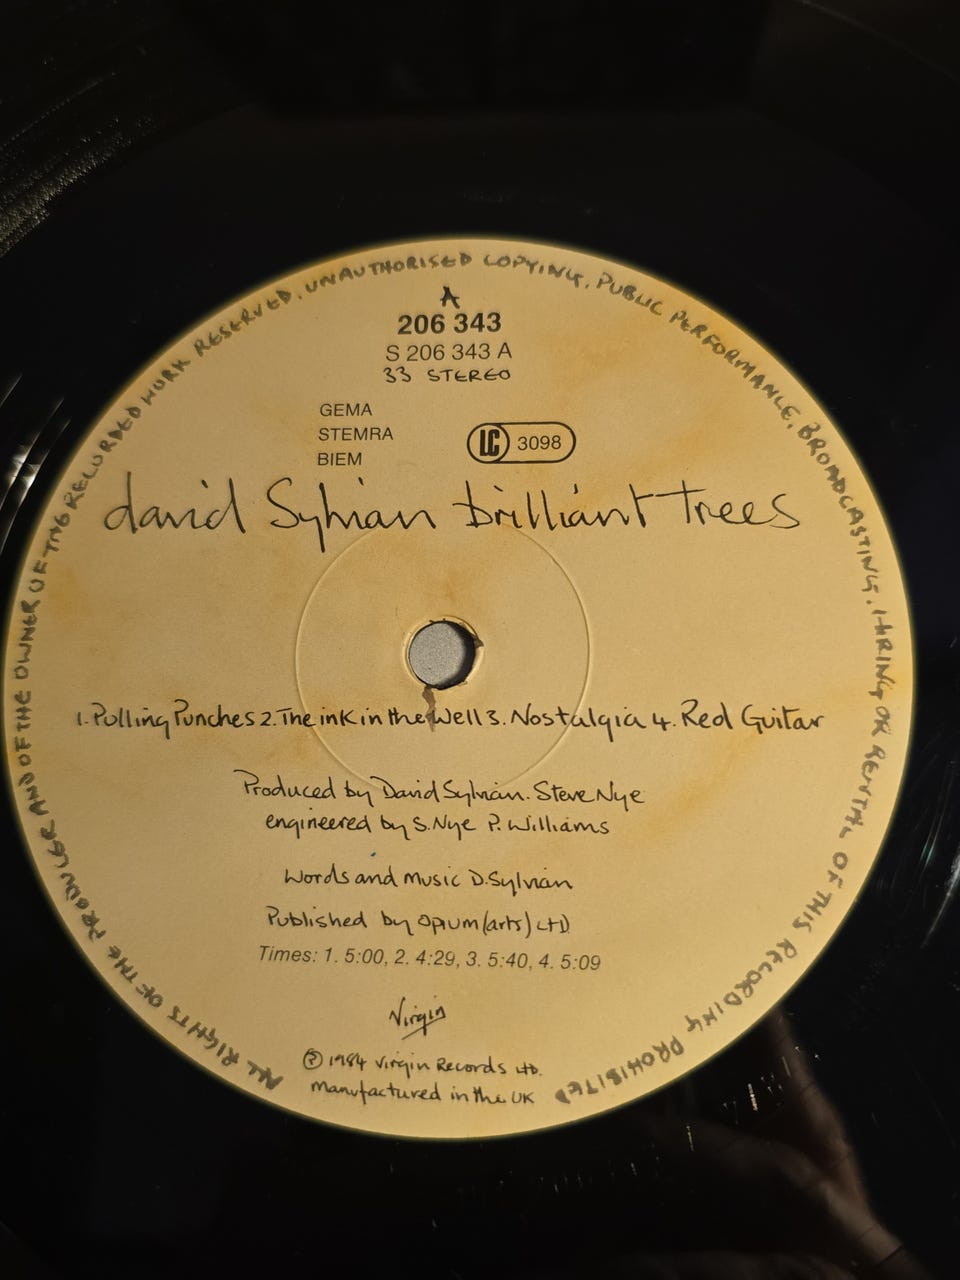 A
206 343
S 206 343 A
33 STEREO
GEMA
STEMRA
BIEM
LC 3098
david Sylvian brilliant trees
1. Pulling Punches 2. The ink in the Well 3. Nostalgia 4. Red Guitar
Produced by David Sylvian. Steve Nye
engineered by S. Nye P. Williams
Words and Music D. Sylvian
Published by opium (arts) LTD
Times: 1. 5:00, 2. 4:29, 3. 5:40, 4. 5:09
Virgin
Ⓟ 1984 Virgin Records LTD.
manufactured in the UK
ALL RIGHTS OF THE PRODUCER AND OF THE OWNER OF THE RECORDED WORK RESERVED. UNAUTHORISED COPYING, PUBLIC PERFORMANCE, BROADCASTING, HIRING OR RENTAL OF THIS RECORDING PROHIBITED